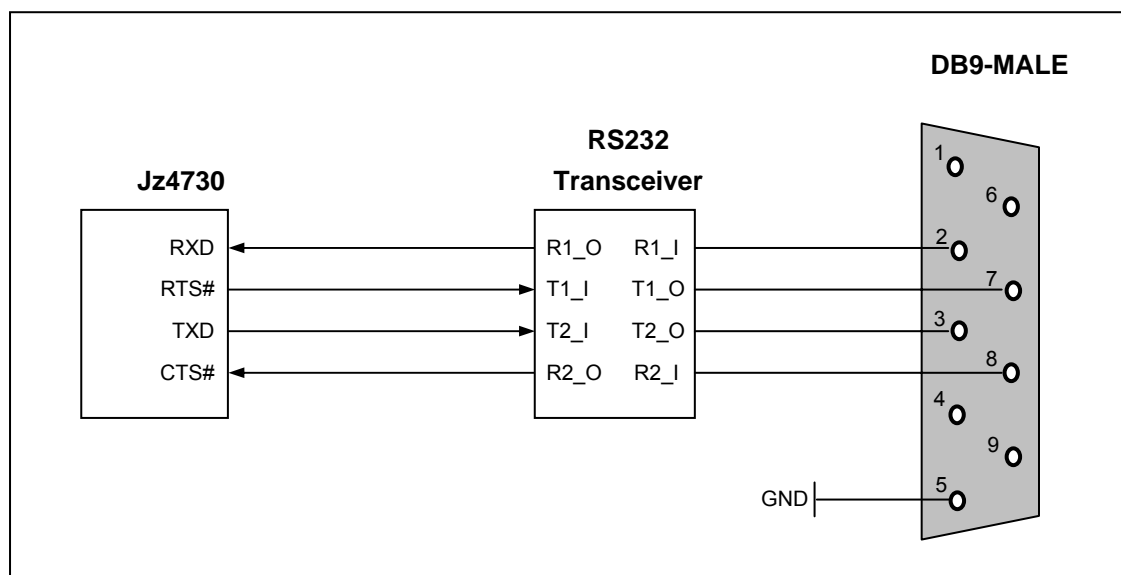 DB9-MALE
RS232
Transceiver
Jz4730
1
6
RXD R1_O R1_I 2
RTS# T1_I T1_O 7
TXD T2_I T2_O 3
CTS# R2_O R2_I 8
4
9
GND 5